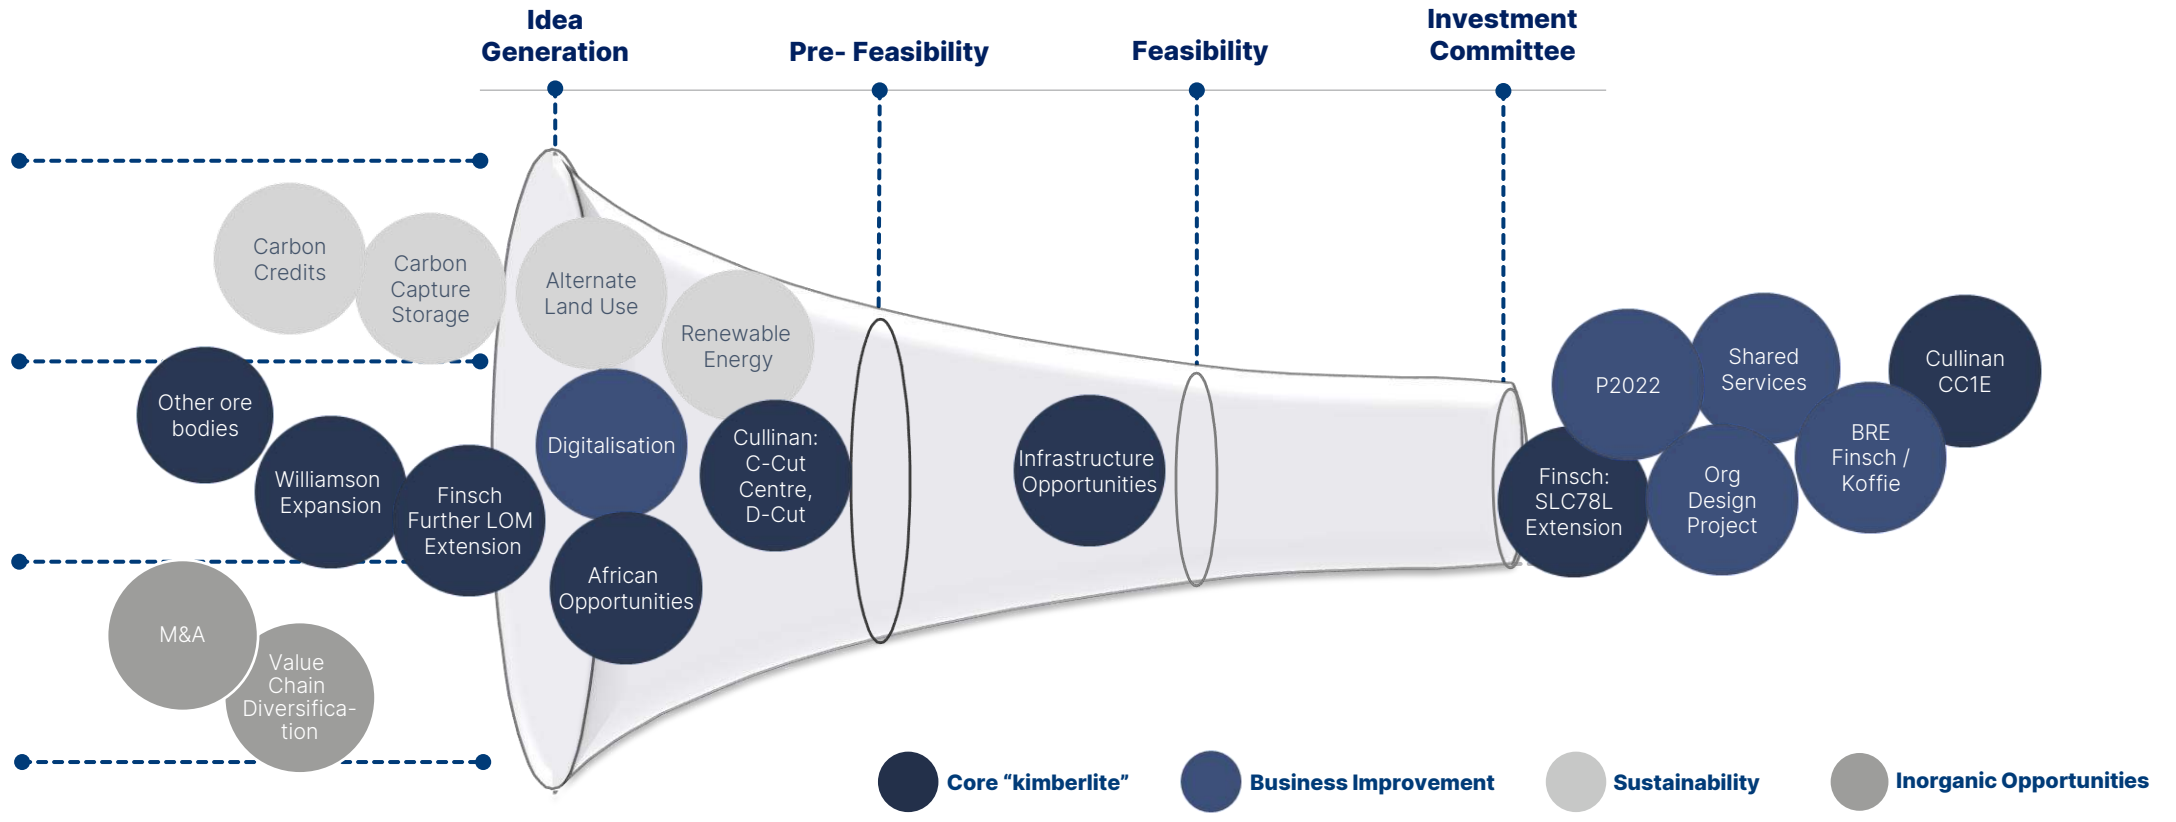 Idea
Generation
Pre- Feasibility
Feasibility
Investment
Committee
Carbon
Credits
Carbon
Capture
Storage
Alternate
Land Use
Renewable
Energy
Other ore
bodies
Williamson
Expansion
Finsch
Further LOM
Extension
Digitalisation
Cullinan:
C-Cut
Centre,
D-Cut
African
Opportunities
Infrastructure
Opportunities
M&A
Value
Chain
Diversifica-
tion
P2022
Shared
Services
Cullinan
CC1E
Finsch:
SLC78L
Extension
Org
Design
Project
BRE
Finsch /
Koffie
Core “kimberlite”
Business Improvement
Sustainability
Inorganic Opportunities